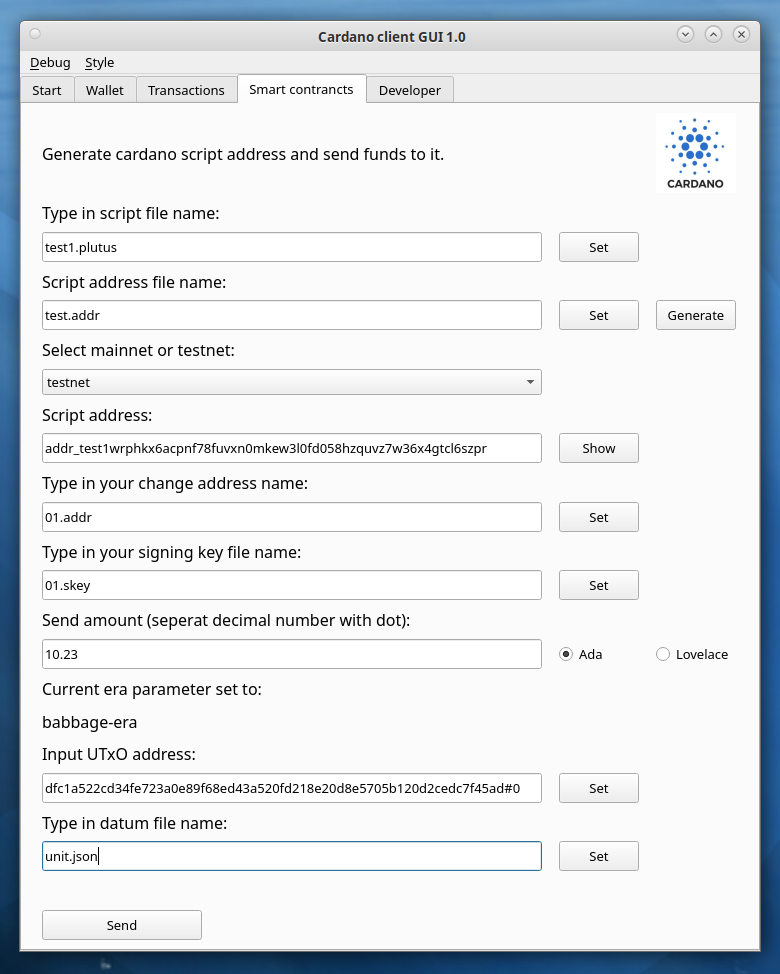 Cardano client GUI 1.0
Debug Style
Start Wallet Transactions Smart contrancts Developer
Generate cardano script address and send funds to it.
CARDANO
Type in script file name:
test1.plutus Set
Script address file name:
test.addr Set Generate
Select mainnet or testnet:
testnet
Script address:
addr_test1wrphkx6acpnf78fuvxn0mkew3l0fd058hzquvz7w36x4gtcl6szpr Show
Type in your change address name:
01.addr Set
Type in your signing key file name:
01.skey Set
Send amount (seperat decimal number with dot):
10.23 Ada Lovelace
Current era parameter set to:
babbage-era
Input UTxO address:
dfc1a522cd34fe723a0e89f68ed43a520fd218e20d8e5705b120d2cedc7f45ad#0 Set
Type in datum file name:
unit.json Set
Send